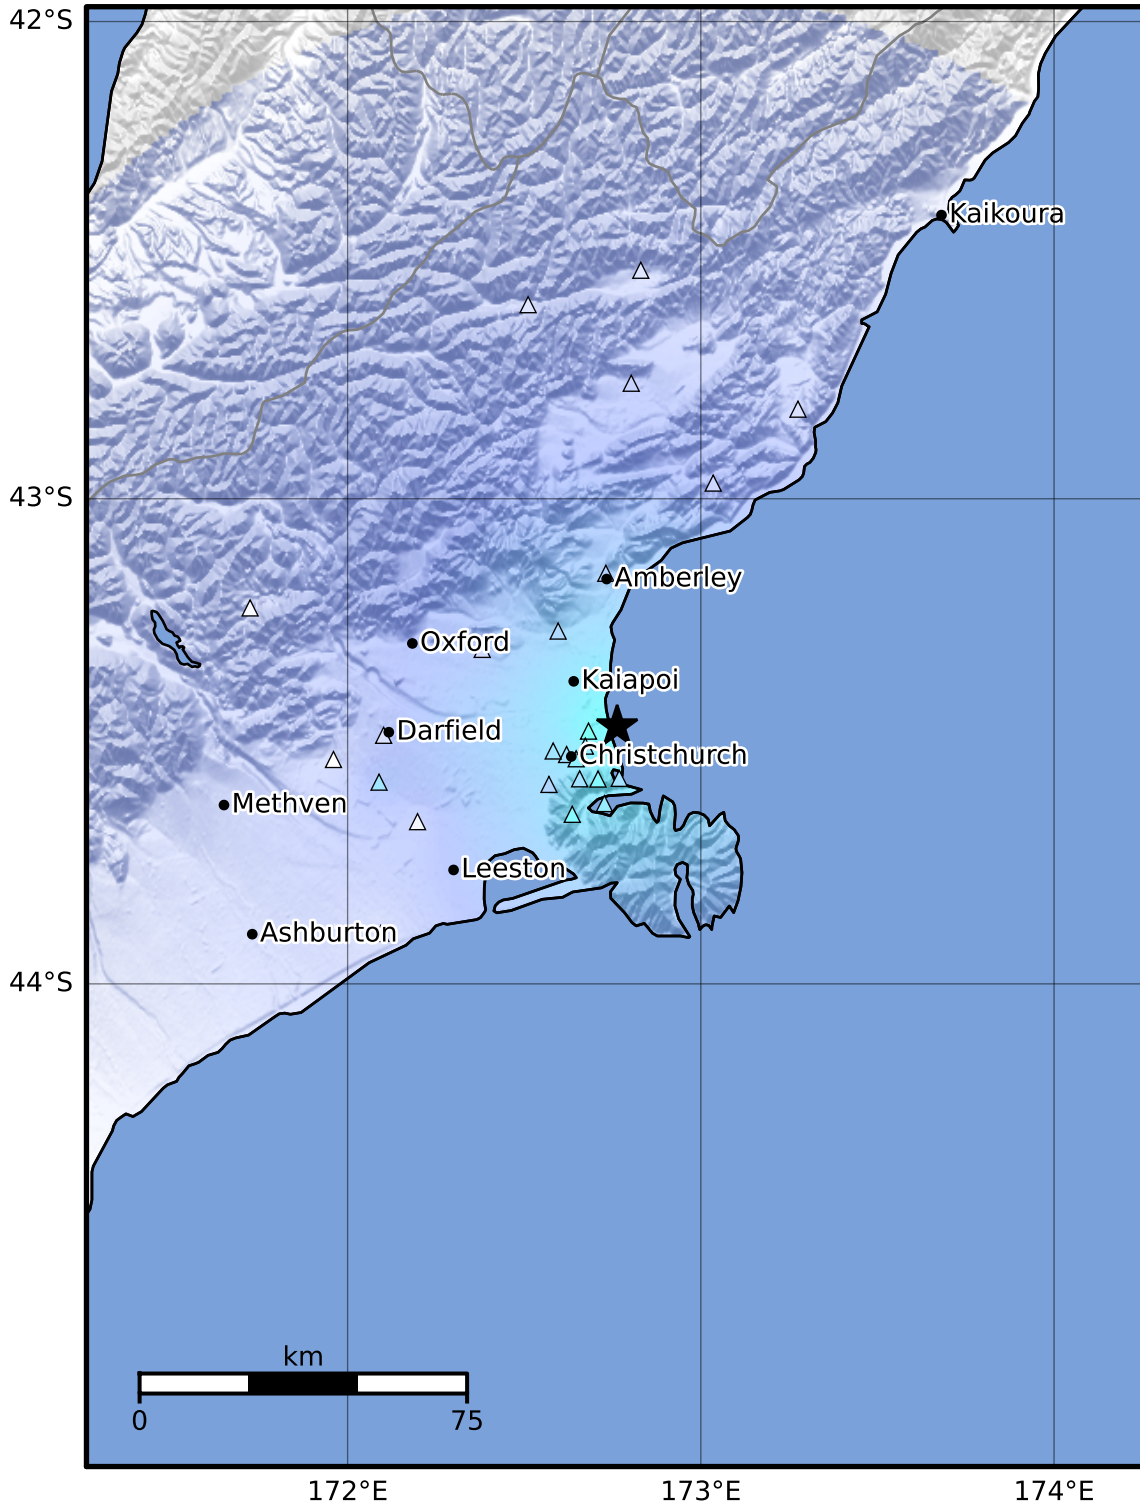 42°S
Kaikoura
43°S
Amberley
Oxford
Kaiapoi
Darfield
Christchurch
Methven
Leeston
Ashburton
44°S
km
0 75
172°E 173°E 174°E